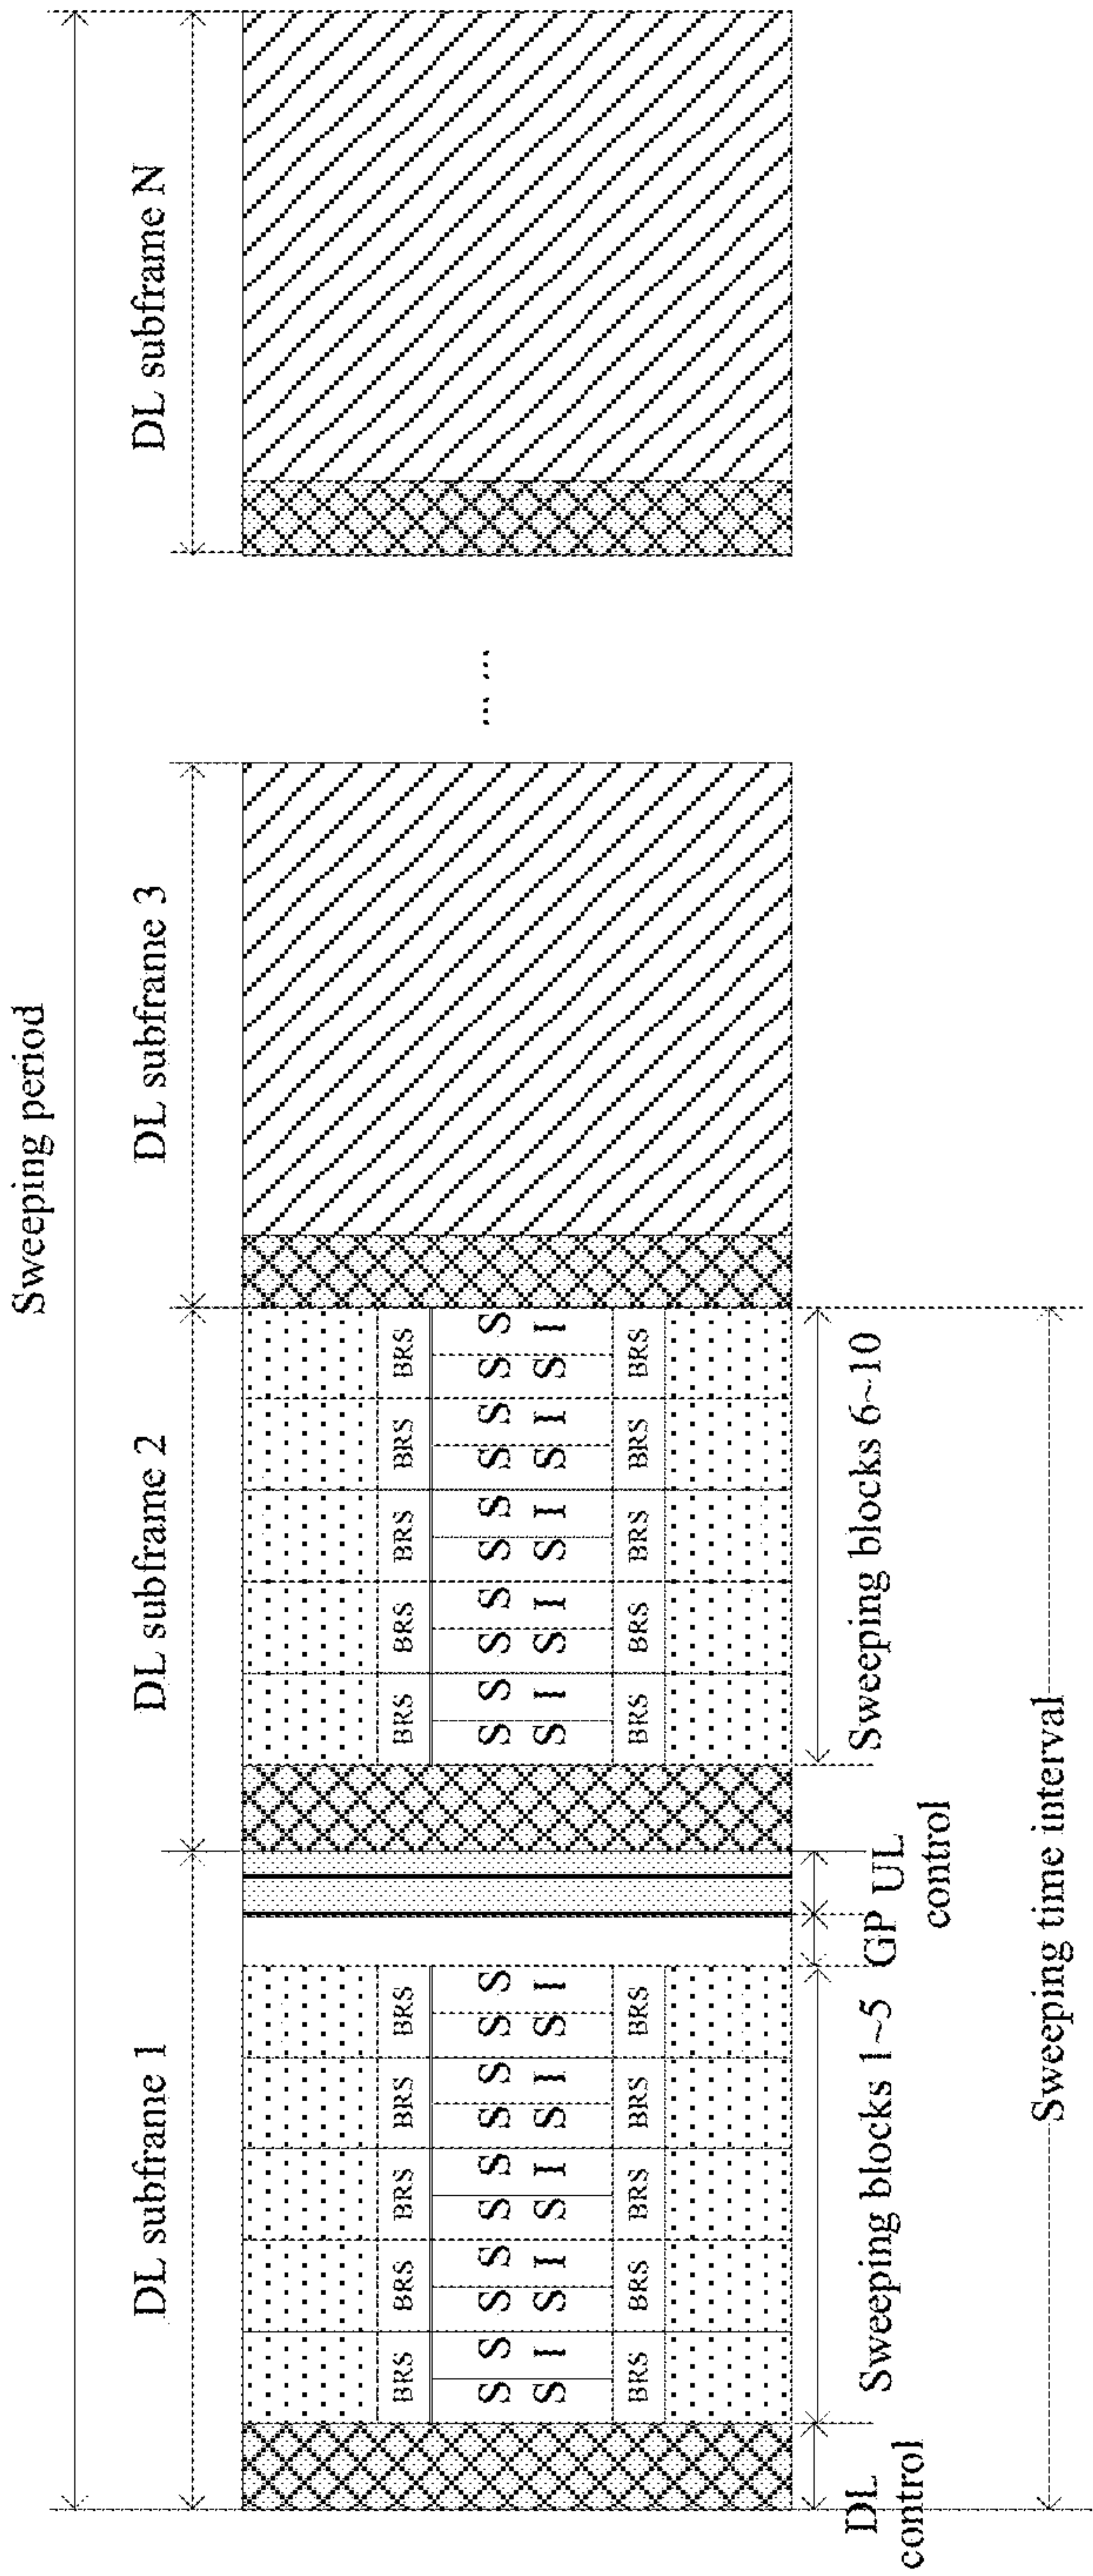 Sweeping period
DL subframe 1 DL subframe 2 DL subframe 3 DL subframe N
BRS BRS BRS BRS BRS BRS BRS BRS BRS BRS
S S S S S S S S S S S S S S S S S S S S ... ...
S I S I S I S I S I S I S I S I S I S I
BRS BRS BRS BRS BRS BRS BRS BRS BRS BRS
DL control
Sweeping blocks 1~5
GP
UL control
Sweeping blocks 6~10
Sweeping time interval